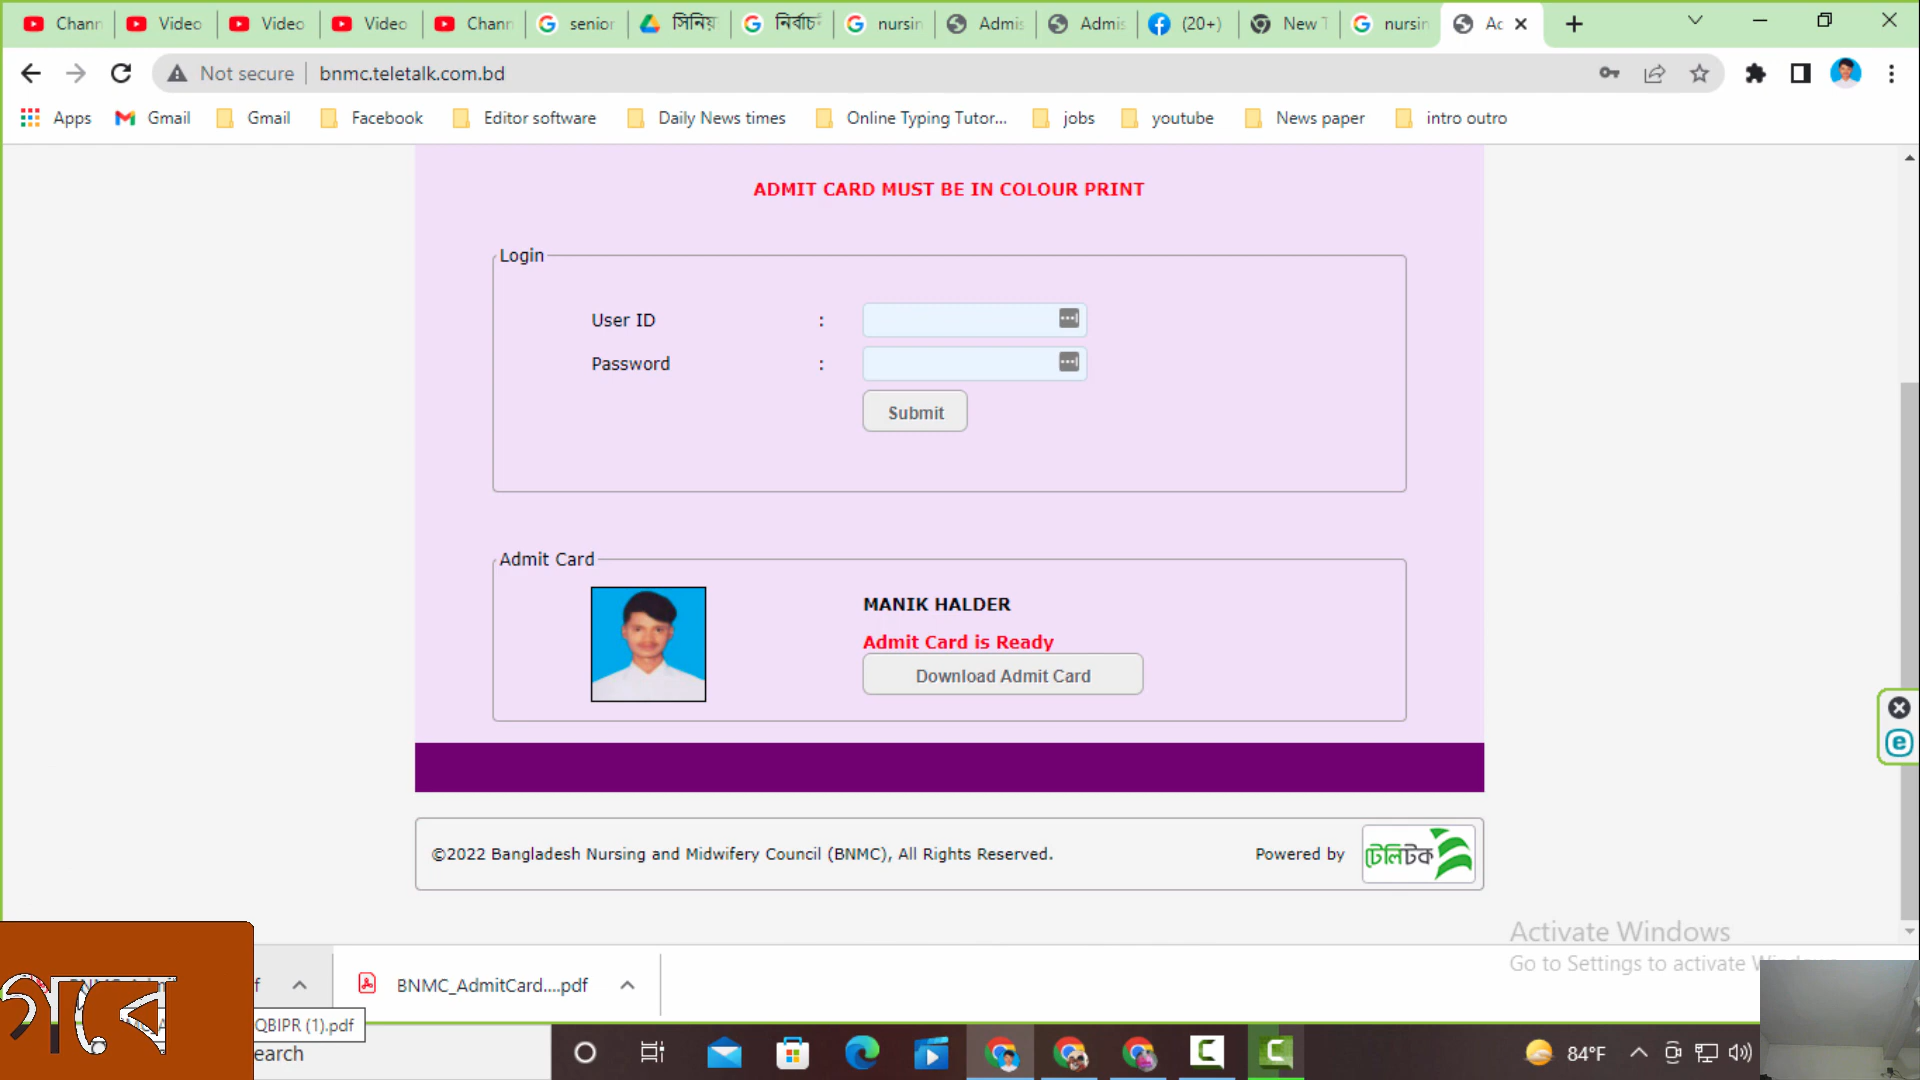 Chann Video Video Video Chann senior সিনিয় নির্বাচন nursin Admis Admis (20+) New T nursin Ac
Not secure bnmc.teletalk.com.bd
Apps Gmail Gmail Facebook Editor software Daily News times Online Typing Tutor... jobs youtube News paper intro outro
ADMIT CARD MUST BE IN COLOUR PRINT
Login
User ID :
Password :
Submit
Admit Card
MANIK HALDER
Admit Card is Ready
Download Admit Card
©2022 Bangladesh Nursing and Midwifery Council (BNMC), All Rights Reserved. Powered by টেলিটক
Activate Windows
Go to Settings to activate
BNMC_AdmitCard....pdf
QBIPR (1).pdf
গবে
earch
84°F